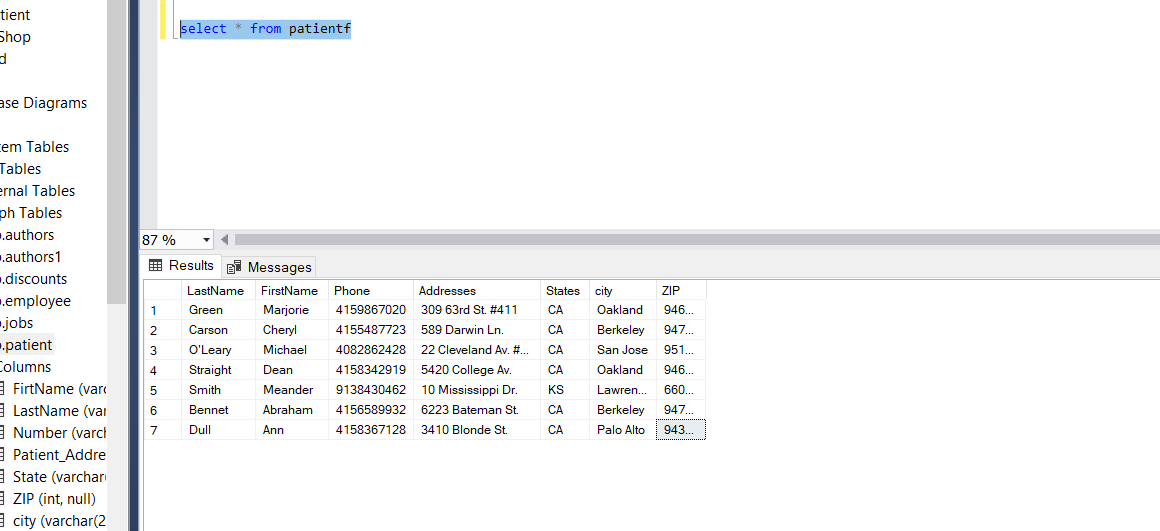 tient
Shop
d
ase Diagrams
tem Tables
Tables
ernal Tables
ph Tables
o.authors
o.authors1
o.discounts
o.employee
o.jobs
o.patient
Columns
FirtName (varc
LastName (var
Number (varch
Patient_Addre
State (varchar(
ZIP (int, null)
city (varchar(2
select * from patientf
87 %
Results Messages
LastName FirstName Phone Addresses States city ZIP
1 Green Marjorie 4159867020 309 63rd St. #411 CA Oakland 946...
2 Carson Cheryl 4155487723 589 Darwin Ln. CA Berkeley 947...
3 O'Leary Michael 4082862428 22 Cleveland Av. #... CA San Jose 951...
4 Straight Dean 4158342919 5420 College Av. CA Oakland 946...
5 Smith Meander 9138430462 10 Mississippi Dr. KS Lawren... 660...
6 Bennet Abraham 4156589932 6223 Bateman St. CA Berkeley 947...
7 Dull Ann 4158367128 3410 Blonde St. CA Palo Alto 943...